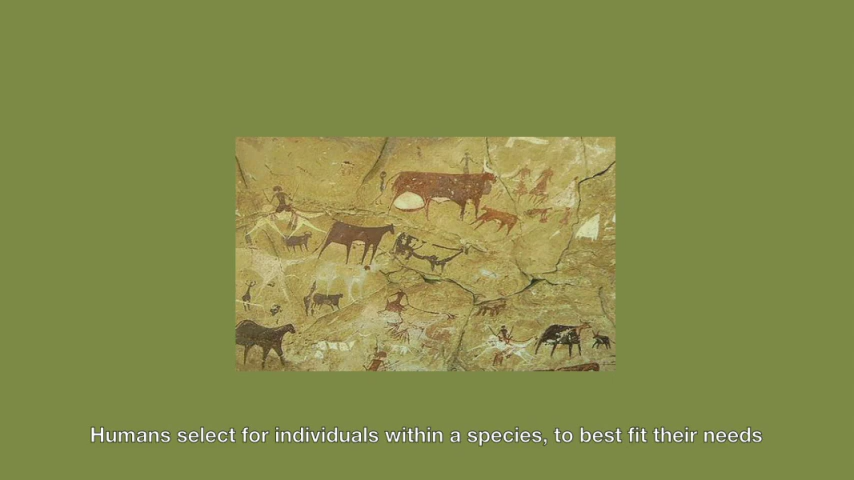 Humans select for individuals within a species, to best fit their needs